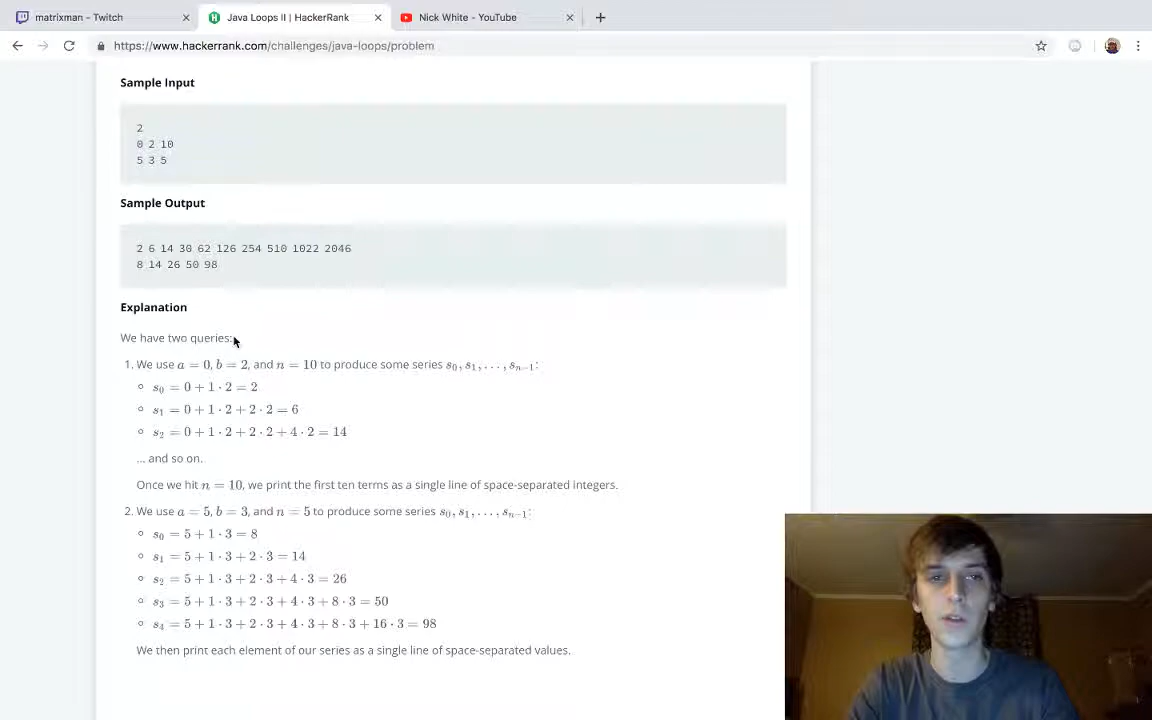 matrixman - Twitch
Java Loops II | HackerRank
Nick White - YouTube
https://www.hackerrank.com/challenges/java-loops/problem
Sample Input
2
0 2 10
5 3 5
Sample Output
2 6 14 30 62 126 254 510 1022 2046
8 14 26 50 98
Explanation
We have two queries:
1. We use a = 0, b = 2, and n = 10 to produce some series s₀, s₁, . . . , sₙ₋₁:
s₀ = 0 + 1 · 2 = 2
s₁ = 0 + 1 · 2 + 2 · 2 = 6
s₂ = 0 + 1 · 2 + 2 · 2 + 4 · 2 = 14
... and so on.
Once we hit n = 10, we print the first ten terms as a single line of space-separated integers.
2. We use a = 5, b = 3, and n = 5 to produce some series s₀, s₁, . . . , sₙ₋₁:
s₀ = 5 + 1 · 3 = 8
s₁ = 5 + 1 · 3 + 2 · 3 = 14
s₂ = 5 + 1 · 3 + 2 · 3 + 4 · 3 = 26
s₃ = 5 + 1 · 3 + 2 · 3 + 4 · 3 + 8 · 3 = 50
s₄ = 5 + 1 · 3 + 2 · 3 + 4 · 3 + 8 · 3 + 16 · 3 = 98
We then print each element of our series as a single line of space-separated values.